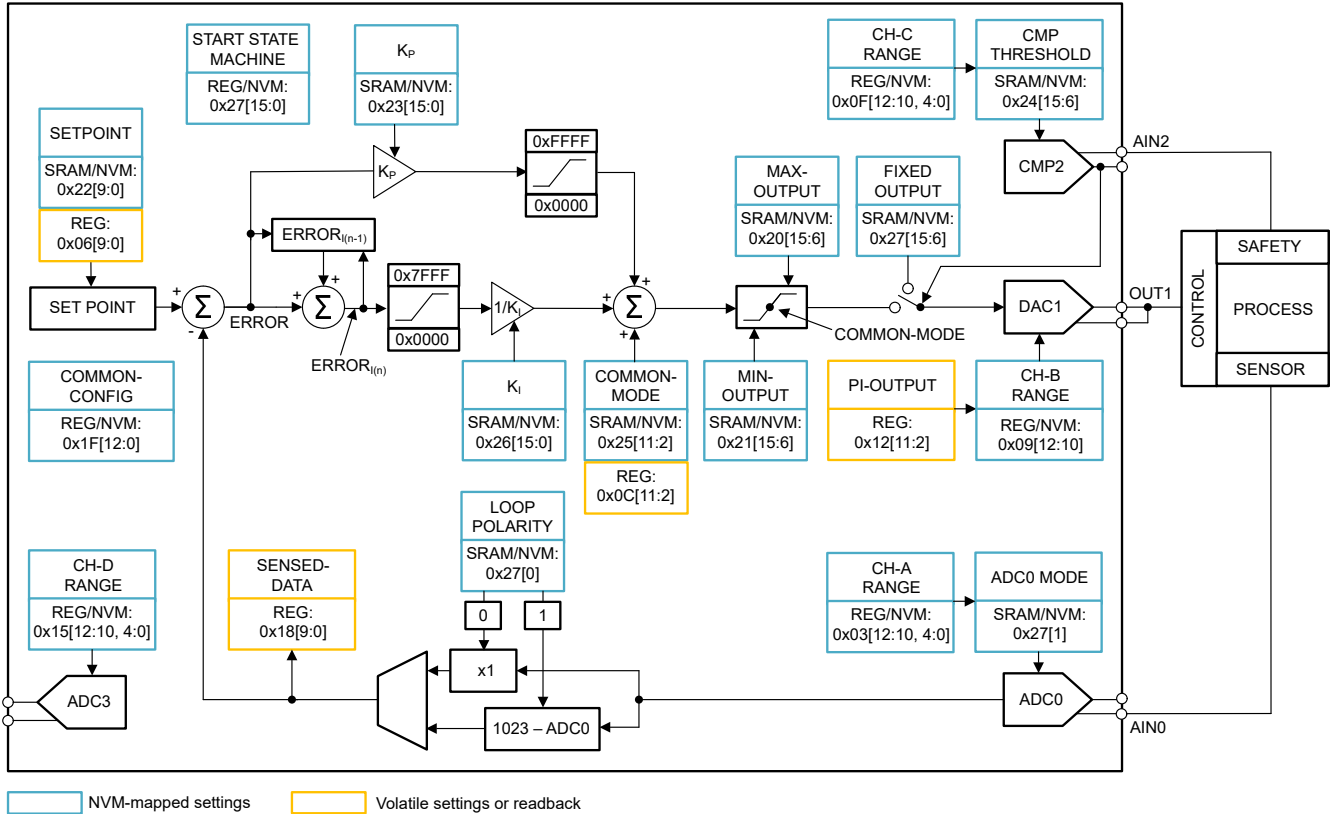 START STATE
MACHINE
REG/NVM:
0x27[15:0]
K_P
SRAM/NVM:
0x23[15:0]
CH-C
RANGE
REG/NVM:
0x0F[12:10, 4:0]
CMP
THRESHOLD
SRAM/NVM:
0x24[15:6]
SETPOINT
SRAM/NVM:
0x22[9:0]
REG:
0x06[9:0]
SET POINT
K_P
0xFFFF
0x0000
MAX-
OUTPUT
SRAM/NVM:
0x20[15:6]
FIXED
OUTPUT
SRAM/NVM:
0x27[15:6]
CMP2
AIN2
ERROR_I(n-1)
+
+
+
-
Σ
ERROR
+
Σ
ERROR_I(n)
0x7FFF
0x0000
1/K_I
+
+
+
Σ
COMMON-MODE
DAC1
OUT1
CONTROL
SAFETY
PROCESS
SENSOR
COMMON-
CONFIG
REG/NVM:
0x1F[12:0]
K_I
SRAM/NVM:
0x26[15:0]
COMMON-
MODE
SRAM/NVM:
0x25[11:2]
REG:
0x0C[11:2]
MIN-
OUTPUT
SRAM/NVM:
0x21[15:6]
PI-OUTPUT
REG:
0x12[11:2]
CH-B
RANGE
REG/NVM:
0x09[12:10]
CH-D
RANGE
REG/NVM:
0x15[12:10, 4:0]
ADC3
SENSED-
DATA
REG:
0x18[9:0]
LOOP
POLARITY
SRAM/NVM:
0x27[0]
0
1
x1
1023 – ADC0
CH-A
RANGE
REG/NVM:
0x03[12:10, 4:0]
ADC0 MODE
SRAM/NVM:
0x27[1]
ADC0
AIN0
NVM-mapped settings
Volatile settings or readback